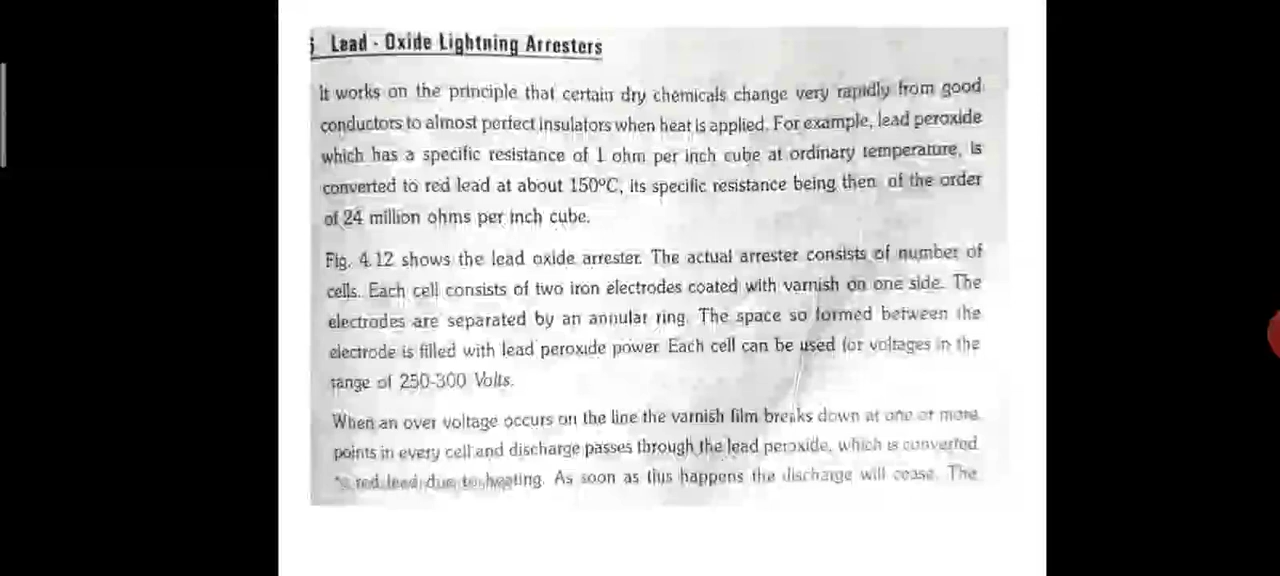 j Lead - Oxide Lightning Arresters
It works on the principle that certain dry chemicals change very rapidly from good
conductors to almost perfect insulators when heat is applied. For example, lead peroxide
which has a specific resistance of 1 ohm per inch cube at ordinary temperature, is
converted to red lead at about 150°C, its specific resistance being then of the order
of 24 million ohms per inch cube.
Fig. 4.12 shows the lead oxide arrester. The actual arrester consists of number of
cells. Each cell consists of two iron electrodes coated with varnish on one side. The
electrodes are separated by an annular ring. The space so formed between the
electrode is filled with lead peroxide power. Each cell can be used for voltages in the
range of 250-300 Volts.
When an over voltage occurs on the line the varnish film breaks down at one or more
points in every cell and discharge passes through the lead peroxide, which is converted
red lead due to heating. As soon as this happens the discharge will cease. The